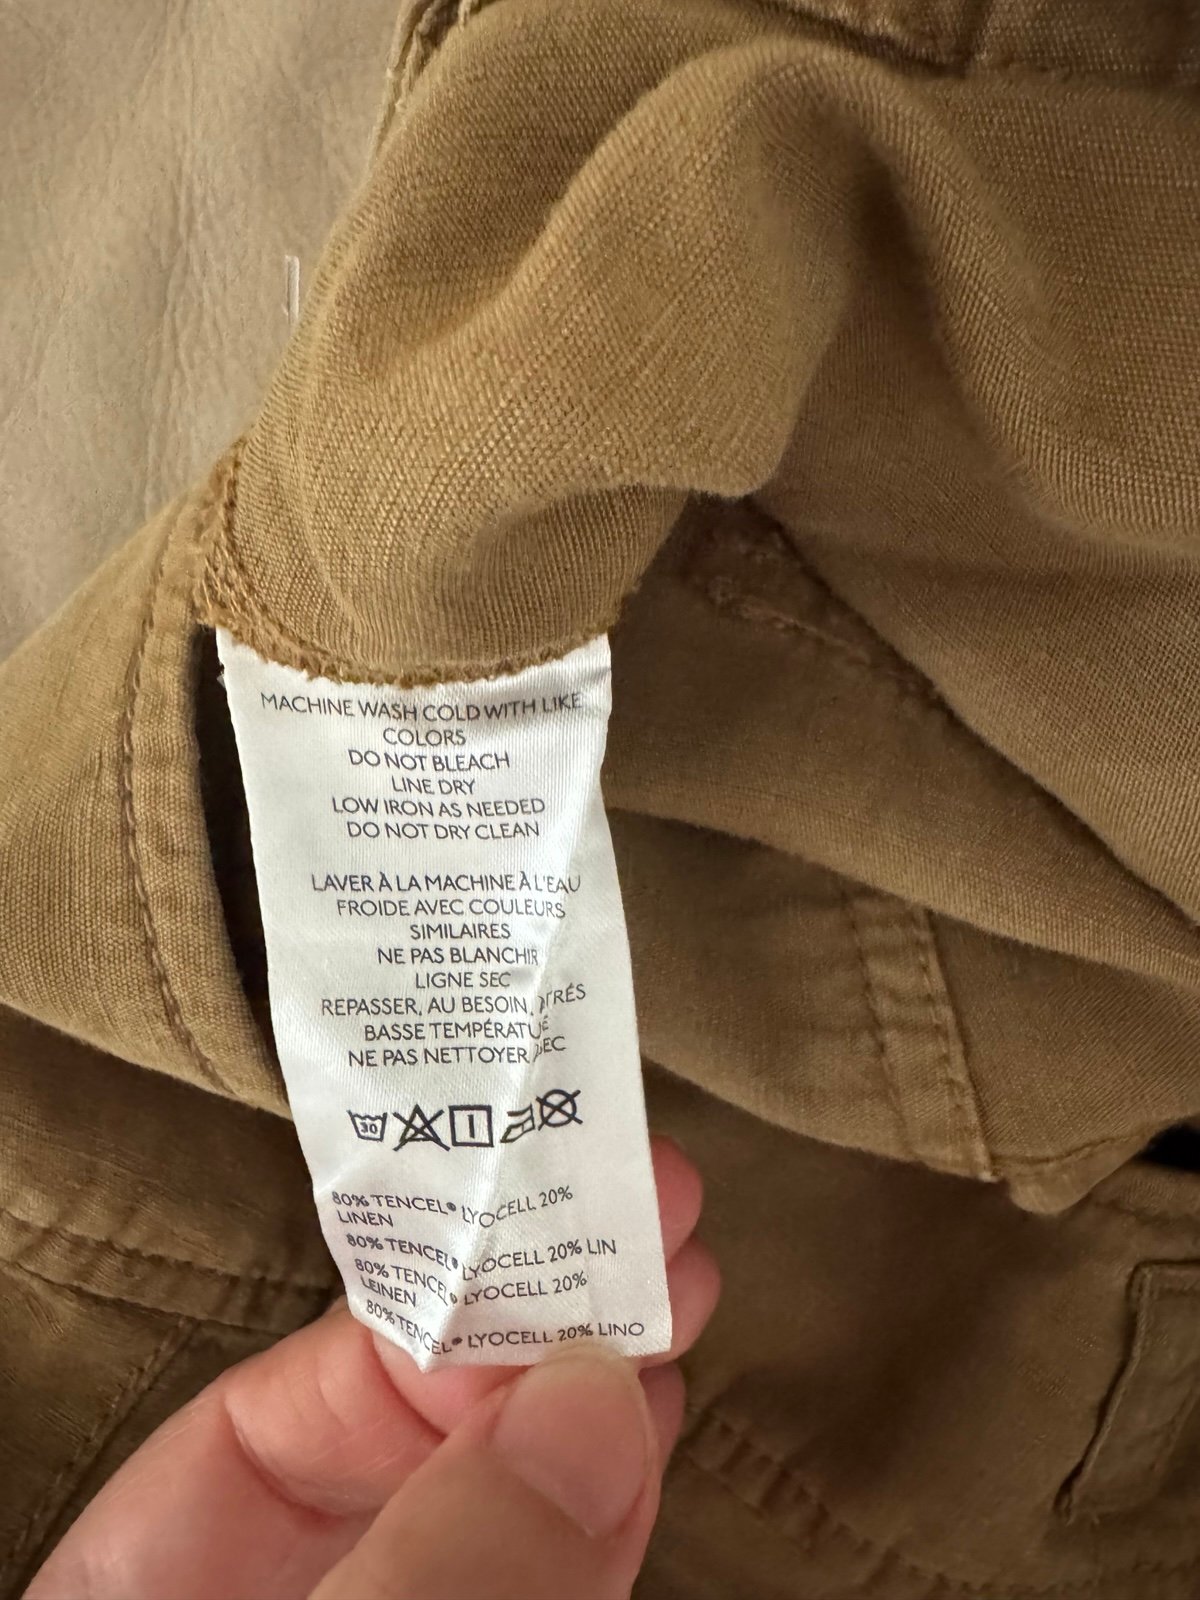 MACHINE WASH COLD WITH LIKE
COLORS
DO NOT BLEACH
LINE DRY
LOW IRON AS NEEDED
DO NOT DRY CLEAN
LAVER À LA MACHINE À L'EAU
FROIDE AVEC COULEURS
SIMILAIRES
NE PAS BLANCHIR
LIGNE SEC
REPASSER, AU BESOIN, TRÉS
BASSE
NE PAS NETTOYER
30
80% TENCEL® LYOCELL 20%
LINEN
80% TENCEL® LYOCELL 20% LIN
80% TENCEL® LYOCELL 20%
LEINEN
80% TENCEL® LYOCELL 20% LINO